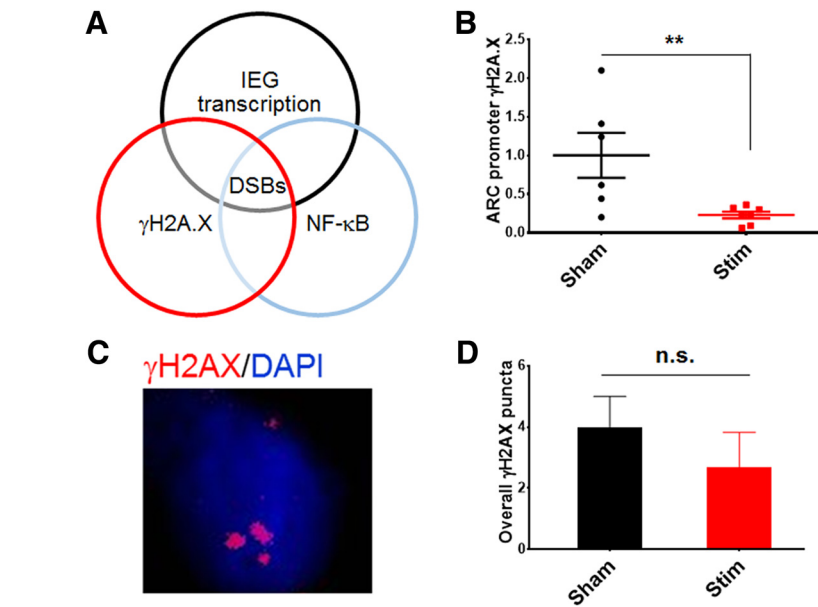 A
IEG
transcription
DSBs
γH2A.X
NF-κB
B
ARC promoter γH2A.X
2.5
2.0
1.5
1.0
0.5
0.0
**
Sham
Stim
C
γH2AX/DAPI
D
Overall γH2AX puncta
6
4
2
0
n.s.
Sham
Stim